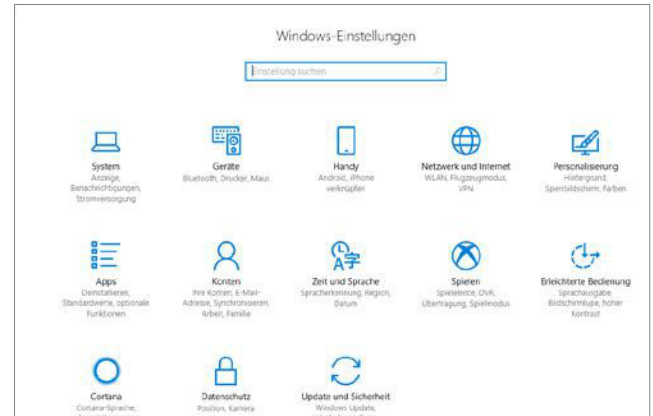 Windows-Einstellungen
Einstellung suchen
System
Anzeige,
Benachrichtigungen,
Stromversorgung
Geräte
Bluetooth, Drucker, Maus
Handy
Android, iPhone
verknüpfen
Netzwerk und Internet
WLAN, Flugzeugmodus,
VPN
Personalisierung
Hintergrund,
Sperrbildschirm, Farben
Apps
Deinstallieren,
Standardwerte, optionale
Funktionen
Konten
Ihre Konten, E-Mail-
Adresse, Synchronisieren,
Arbeit, Familie
Zeit und Sprache
Spracherkennung, Region,
Datum
Spielen
Spieleleiste, DVR,
Übertragung, Spielmodus
Erleichterte Bedienung
Sprachausgabe,
Bildschirmlupe, hoher
Kontrast
Cortana
Cortana-Sprache,
Datenschutz
Position, Kamera
Update und Sicherheit
Windows Update,